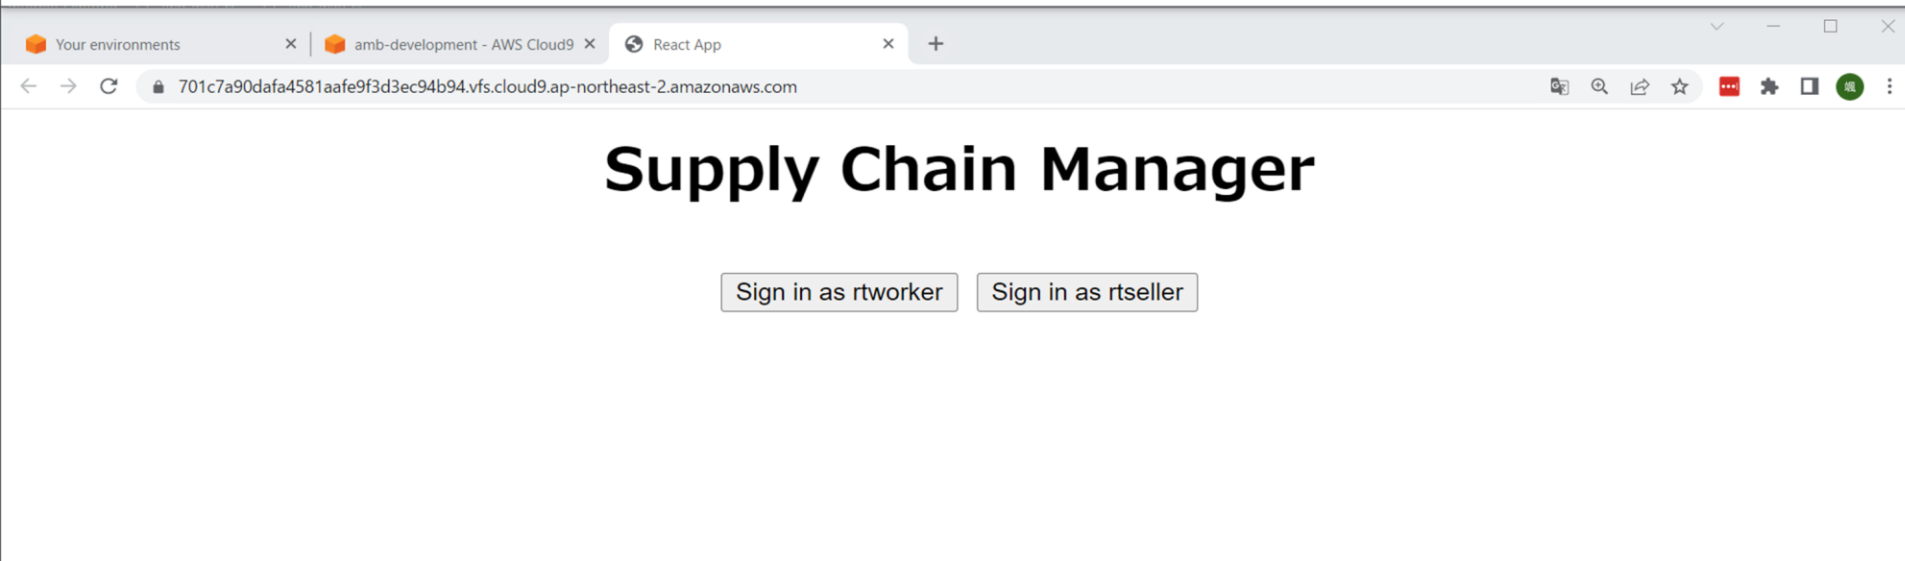 Your environments
amb-development - AWS Cloud9
React App
701c7a90dafa4581aafe9f3d3ec94b94.vfs.cloud9.ap-northeast-2.amazonaws.com
颯
Supply Chain Manager
Sign in as rtworker
Sign in as rtseller